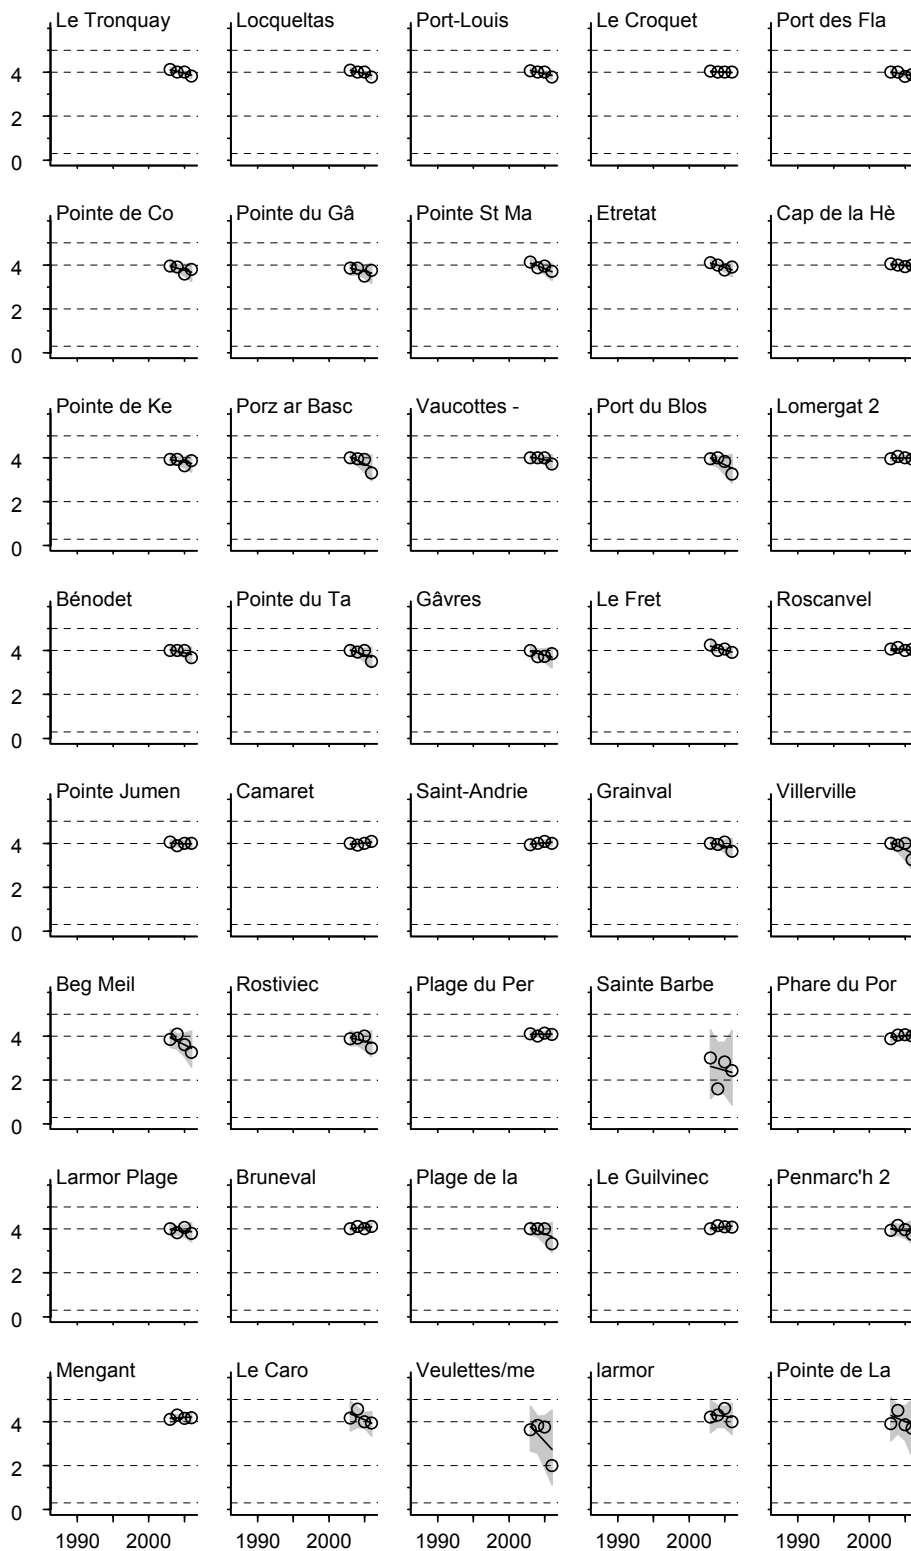 Le Tronquay Locqueltas Port-Louis Le Croquet Port des Fla
4
2
0
Pointe de Co Pointe du Gâ Pointe St Ma Etretat Cap de la Hè
4
2
0
Pointe de Ke Porz ar Basc Vaucottes - Port du Blos Lomergat 2
4
2
0
Bénodet Pointe du Ta Gâvres Le Fret Roscanvel
4
2
0
Pointe Jumen Camaret Saint-Andrie Grainval Villerville
4
2
0
Beg Meil Rostiviec Plage du Per Sainte Barbe Phare du Por
4
2
0
Larmor Plage Bruneval Plage de la Le Guilvinec Penmarc'h 2
4
2
0
Mengant Le Caro Veulettes/me larmor Pointe de La
4
2
0
1990 2000 1990 2000 1990 2000 1990 2000 1990 2000